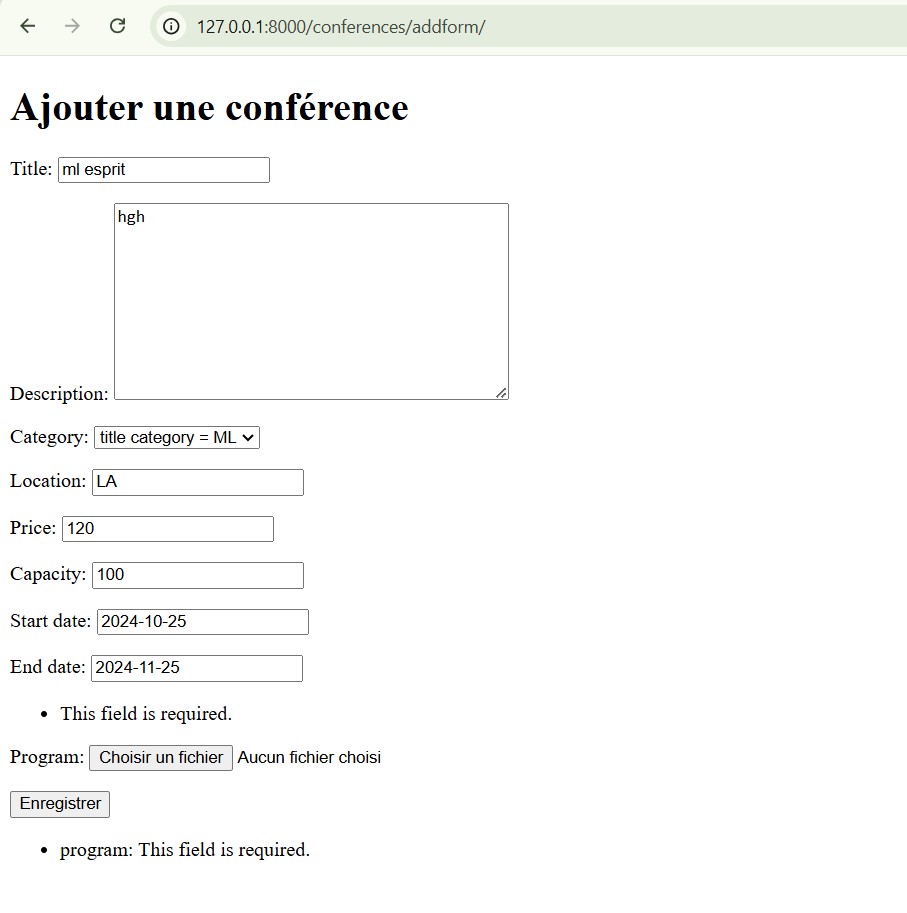 127.0.0.1:8000/conferences/addform/
Ajouter une conférence
Title: ml esprit
hgh
Description:
Category: title category = ML
Location: LA
Price: 120
Capacity: 100
Start date: 2024-10-25
End date: 2024-11-25
This field is required.
Program: Choisir un fichier Aucun fichier choisi
Enregistrer
program: This field is required.